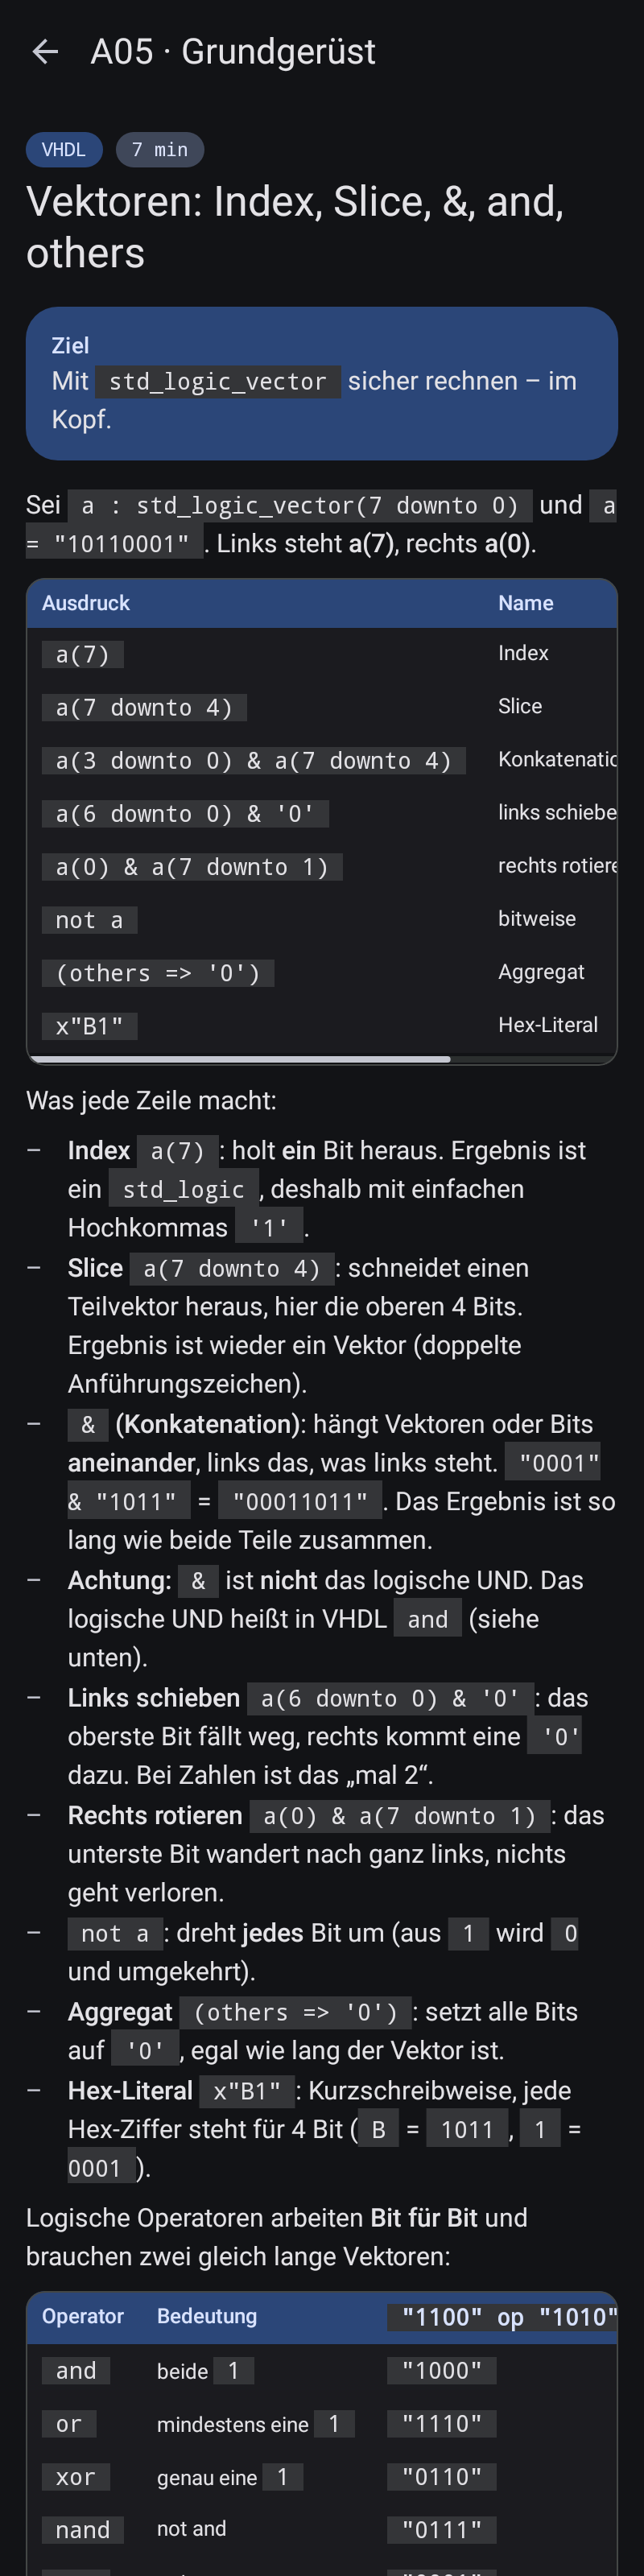 A05 · Grundgerüst
VHDL 7 min
Vektoren: Index, Slice, &, and,
others
Ziel
Mit std_logic_vector sicher rechnen – im
Kopf.
Sei a : std_logic_vector(7 downto 0) und a
= "10110001" . Links steht a(7), rechts a(0).
Ausdruck Name
a(7) Index
a(7 downto 4) Slice
a(3 downto 0) & a(7 downto 4) Konkatenatio
a(6 downto 0) & '0' links schiebe
a(0) & a(7 downto 1) rechts rotiere
not a bitweise
(others => '0') Aggregat
x"B1" Hex-Literal
Was jede Zeile macht:
– Index a(7) : holt ein Bit heraus. Ergebnis ist
ein std_logic , deshalb mit einfachen
Hochkommas '1' .
– Slice a(7 downto 4) : schneidet einen
Teilvektor heraus, hier die oberen 4 Bits.
Ergebnis ist wieder ein Vektor (doppelte
Anführungszeichen).
– & (Konkatenation): hängt Vektoren oder Bits
aneinander, links das, was links steht. "0001"
& "1011" = "00011011" . Das Ergebnis ist so
lang wie beide Teile zusammen.
– Achtung: & ist nicht das logische UND. Das
logische UND heißt in VHDL and (siehe
unten).
– Links schieben a(6 downto 0) & '0' : das
oberste Bit fällt weg, rechts kommt eine '0'
dazu. Bei Zahlen ist das „mal 2“.
– Rechts rotieren a(0) & a(7 downto 1) : das
unterste Bit wandert nach ganz links, nichts
geht verloren.
– not a : dreht jedes Bit um (aus 1 wird 0
und umgekehrt).
– Aggregat (others => '0') : setzt alle Bits
auf '0' , egal wie lang der Vektor ist.
– Hex-Literal x"B1" : Kurzschreibweise, jede
Hex-Ziffer steht für 4 Bit ( B = 1011 , 1 =
0001 ).
Logische Operatoren arbeiten Bit für Bit und
brauchen zwei gleich lange Vektoren:
Operator Bedeutung "1100" op "1010"
and beide 1 "1000"
or mindestens eine 1 "1110"
xor genau eine 1 "0110"
nand not and "0111"